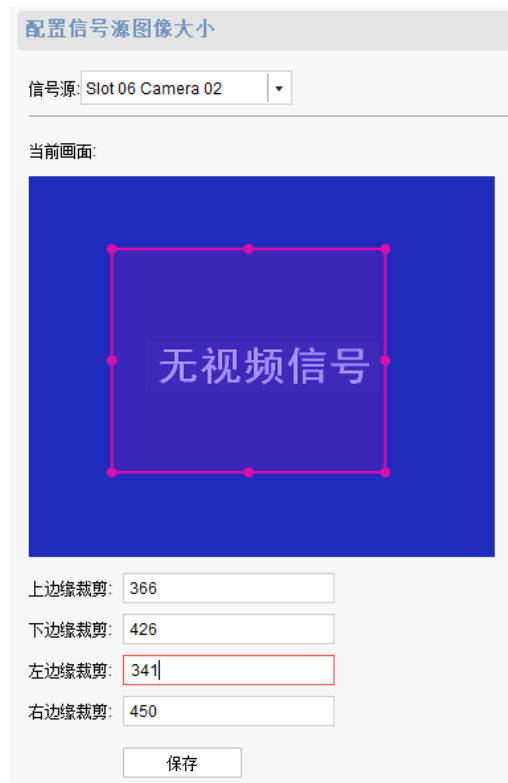 配置信号源图像大小
信号源: Slot 06 Camera 02
当前画面:
无视频信号
上边缘裁剪: 366
下边缘裁剪: 426
左边缘裁剪: 341
右边缘裁剪: 450
保存